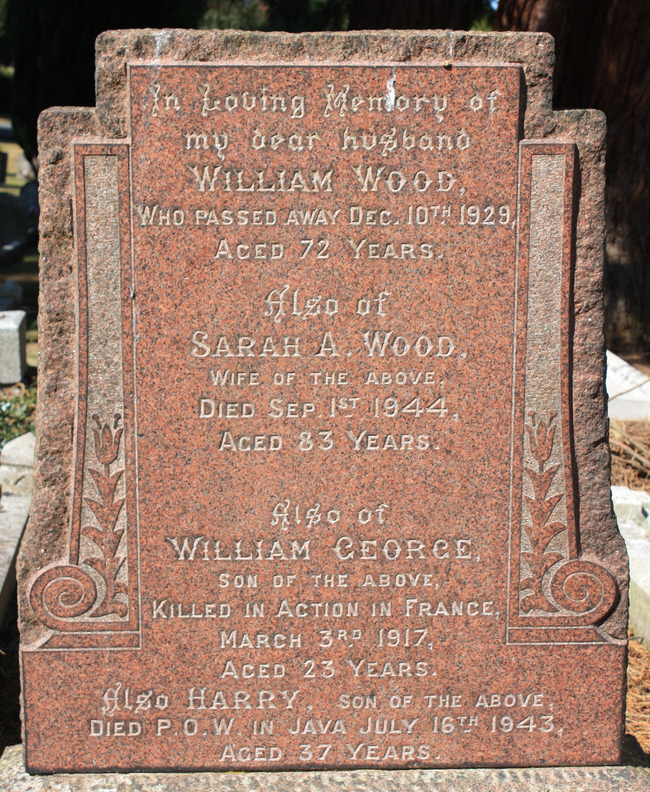 In Loving Memory of
my dear husband
WILLIAM WOOD,
WHO PASSED AWAY DEC. 10TH 1929,
AGED 72 YEARS.
Also of
SARAH A. WOOD,
WIFE OF THE ABOVE,
DIED SEP. 1ST 1944,
AGED 83 YEARS.
Also of
WILLIAM GEORGE,
SON OF THE ABOVE,
KILLED IN ACTION IN FRANCE,
MARCH 3RD 1917,
AGED 23 YEARS.
Also HARRY, SON OF THE ABOVE,
DIED P.O.W. IN JAVA JULY 16TH 1943,
AGED 37 YEARS.